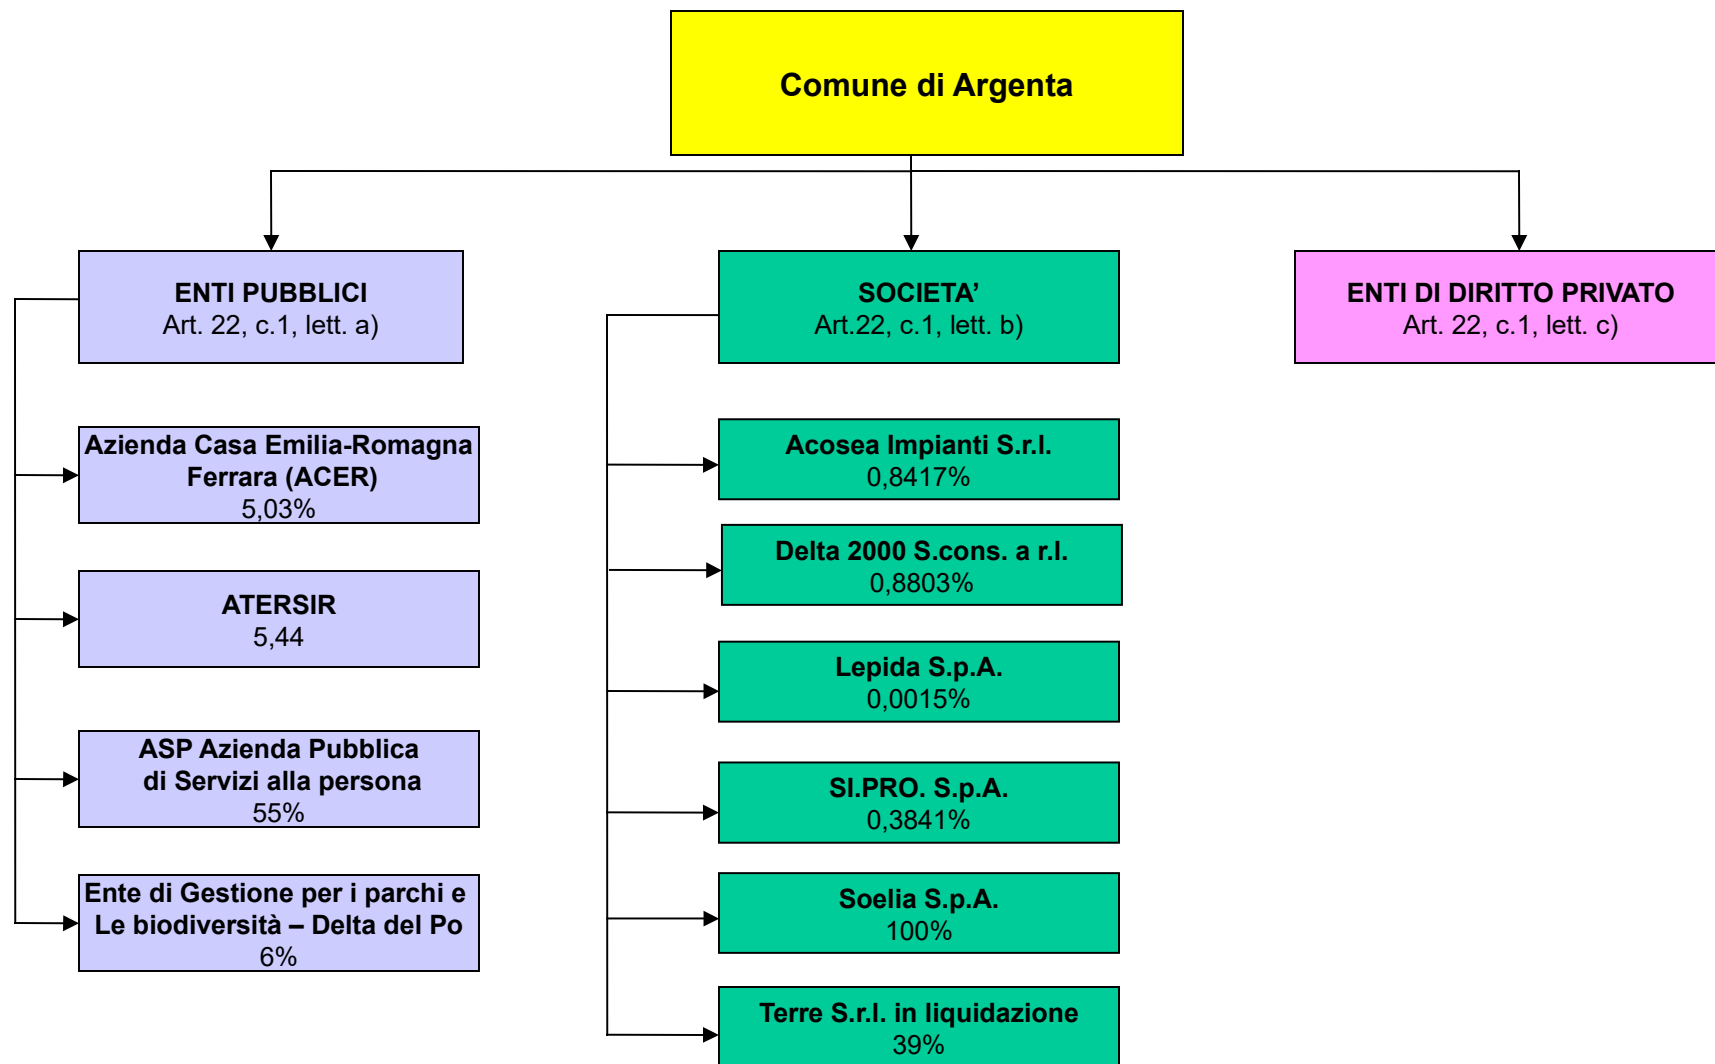 Comune di Argenta
ENTI PUBBLICI
Art. 22, c.1, lett. a)
Azienda Casa Emilia-Romagna
Ferrara (ACER)
5,03%
ATERSIR
5,44
ASP Azienda Pubblica
di Servizi alla persona
55%
Ente di Gestione per i parchi e
Le biodiversità – Delta del Po
6%
SOCIETA’
Art.22, c.1, lett. b)
Acosea Impianti S.r.l.
0,8417%
Delta 2000 S.cons. a r.l.
0,8803%
Lepida S.p.A.
0,0015%
SI.PRO. S.p.A.
0,3841%
Soelia S.p.A.
100%
Terre S.r.l. in liquidazione
39%
ENTI DI DIRITTO PRIVATO
Art. 22, c.1, lett. c)